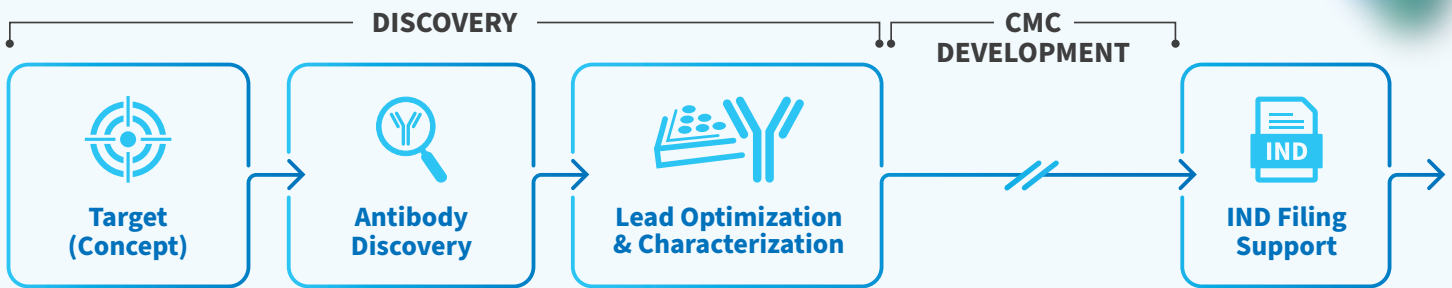 DISCOVERY
CMC
DEVELOPMENT
Target
(Concept)
Antibody
Discovery
Lead Optimization
& Characterization
IND
IND Filing
Support